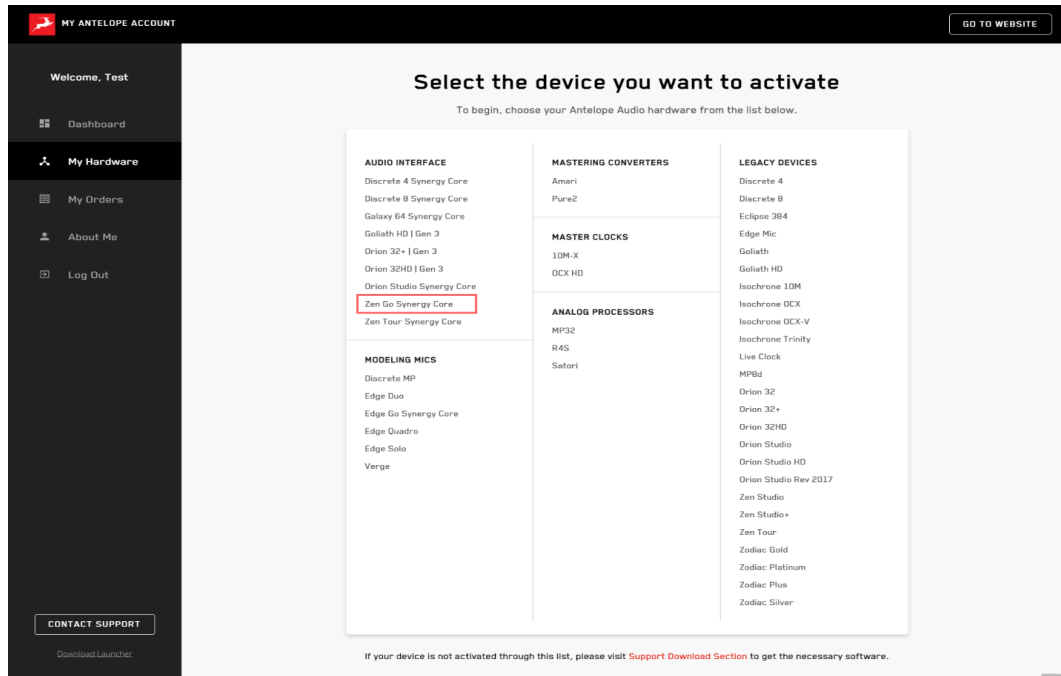 MY ANTELOPE ACCOUNT
GO TO WEBSITE
Welcome, Test
Dashboard
My Hardware
My Orders
About Me
Log Out
CONTACT SUPPORT
Download Launcher
Select the device you want to activate
To begin, choose your Antelope Audio hardware from the list below.
AUDIO INTERFACE
Discrete 4 Synergy Core
Discrete 8 Synergy Core
Galaxy 64 Synergy Core
Goliath HD | Gen 3
Orion 32+ | Gen 3
Orion 32HD | Gen 3
Orion Studio Synergy Core
Zen Go Synergy Core
Zen Tour Synergy Core
MODELING MICS
Discrete MP
Edge Duo
Edge Go Synergy Core
Edge Quadro
Edge Solo
Verge
MASTERING CONVERTERS
Amari
Pure2
MASTER CLOCKS
10M-X
OCX HD
ANALOG PROCESSORS
MP32
R4S
Satori
LEGACY DEVICES
Discrete 4
Discrete 8
Eclipse 384
Edge Mic
Goliath
Goliath HD
Isochrone 10M
Isochrone OCX
Isochrone OCX-V
Isochrone Trinity
Live Clock
MP8d
Orion 32
Orion 32+
Orion 32HD
Orion Studio
Orion Studio HD
Orion Studio Rev 2017
Zen Studio
Zen Studio+
Zen Tour
Zodiac Gold
Zodiac Platinum
Zodiac Plus
Zodiac Silver
If your device is not activated through this list, please visit Support Download Section to get the necessary software.